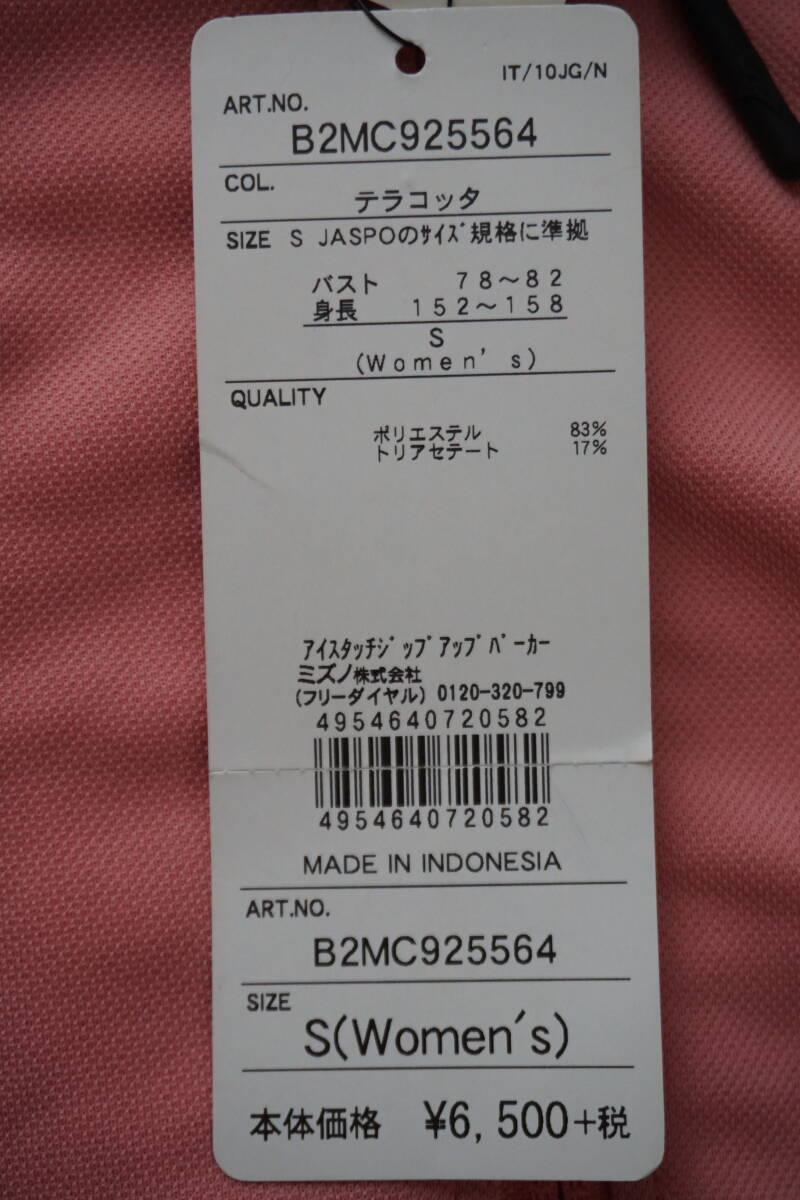 IT/10JG/N
ART.NO.
B2MC925564
COL.
テラコッタ
SIZE S JASPOのｻｲｽﾞ規格に準拠
バスト 78～82
身長 152～158
S
(Women's)
QUALITY
ポリエステル 83%
トリアセテート 17%
ｱｲｽﾀｯﾁｼﾞｯﾌﾟｱｯﾌﾟﾊﾟｰｶｰ
ミズノ株式会社
(フリーダイヤル) 0120-320-799
4954640720582
4954640720582
MADE IN INDONESIA
ART.NO.
B2MC925564
SIZE
S(Women's)
本体価格 ¥6,500+税